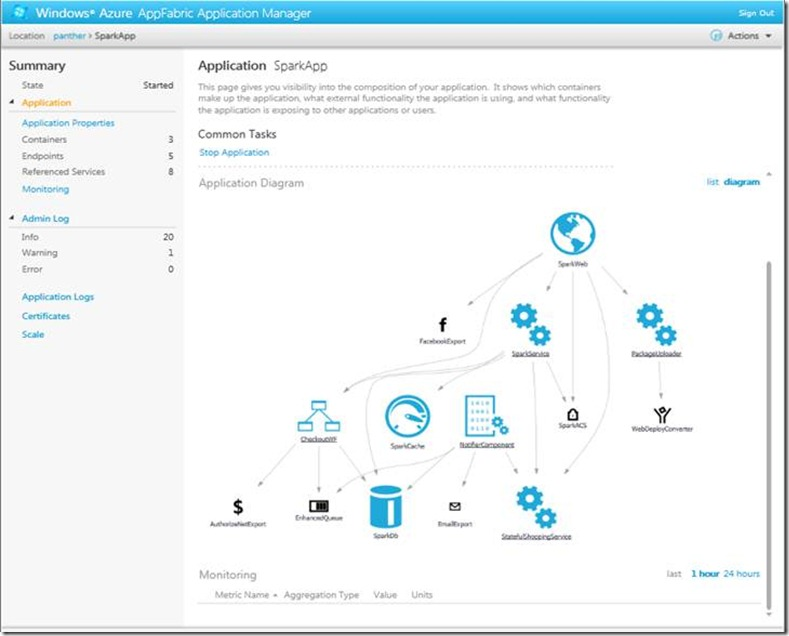 Windows® Azure AppFabric Application Manager
Sign Out
Location panther › SparkApp
Actions
Summary
State Started
Application
Application Properties
Containers 3
Endpoints 5
Referenced Services 8
Monitoring
Admin Log
Info 20
Warning 1
Error 0
Application Logs
Certificates
Scale
Application SparkApp
This page gives you visibility into the composition of your application. It shows which containers
make up the application, what external functionality the application is using, and what functionality
the application is exposing to other applications or users.
Common Tasks
Stop Application
Application Diagram
list diagram
SparkWeb
f
FacebookExport
SparkService
PackageUploader
CheckoutWF
SparkCache
1010
1001
0100
0110
NotifierComponent
SparkACS
WebDeployConverter
$
AuthorizeNetExport
EnhancedQueue
SparkDb
EmailExport
StatefulShoppingService
Monitoring
last 1 hour 24 hours
Metric Name Aggregation Type Value Units